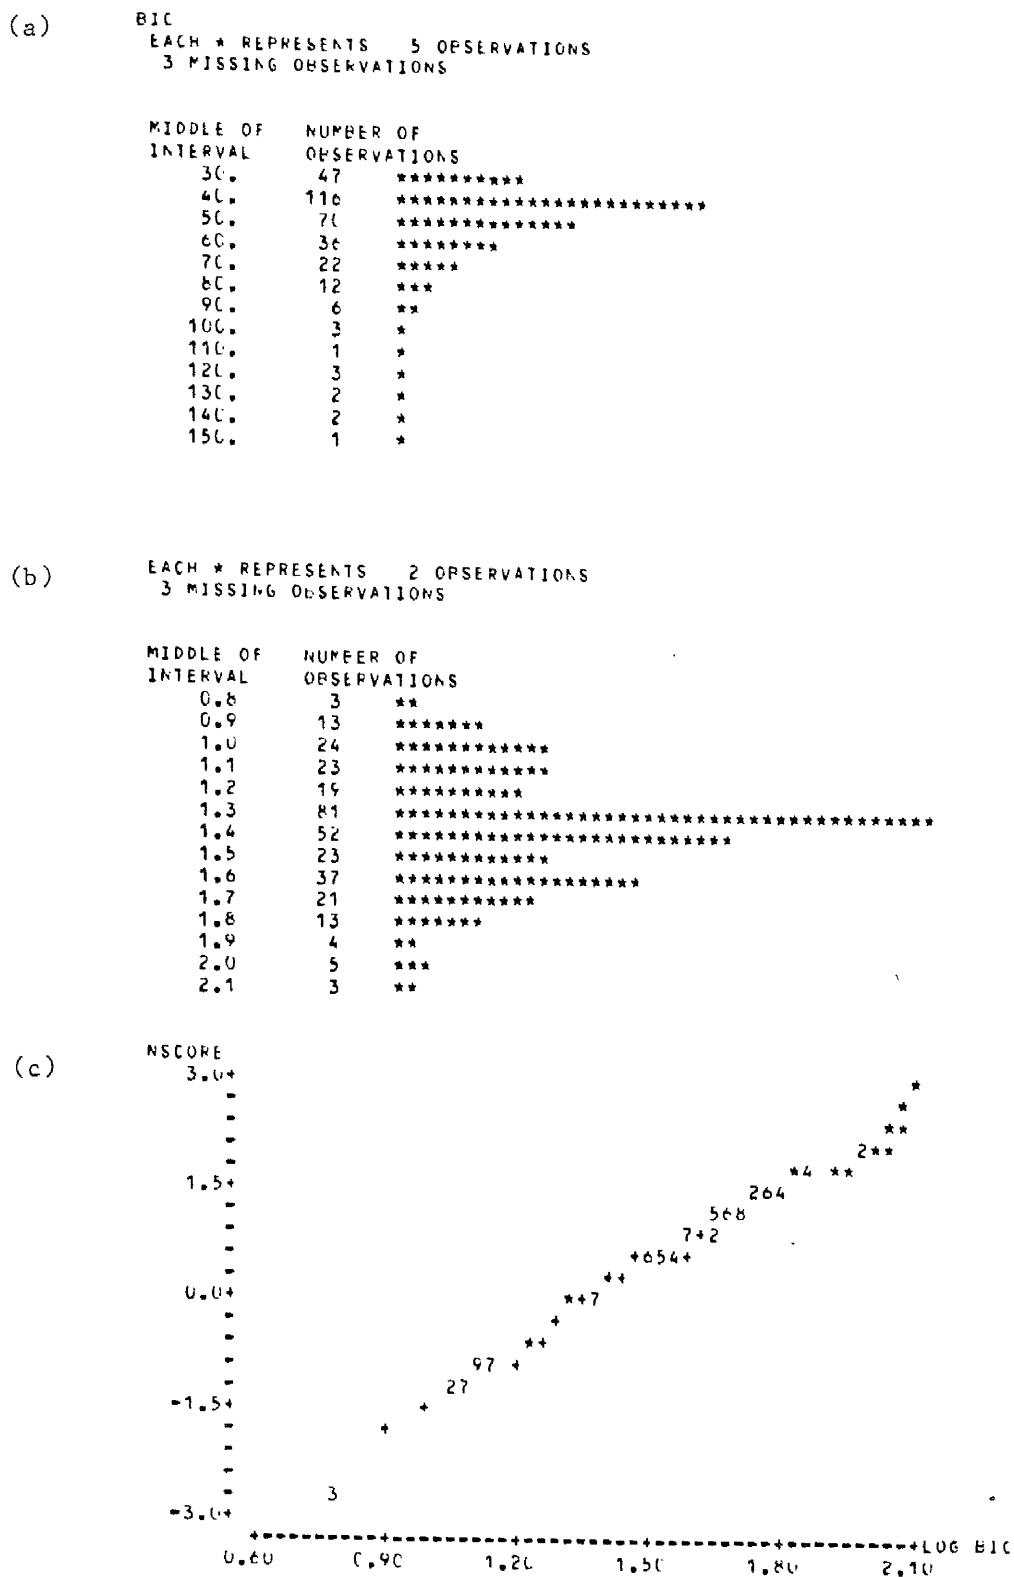 (a)
BIC
EACH * REPRESENTS 5 OBSERVATIONS
3 MISSING OBSERVATIONS
MIDDLE OF NUMBER OF
INTERVAL OBSERVATIONS
30. 47 **********
40. 116 ************************
50. 70 **************
60. 36 ********
70. 22 *****
80. 12 ***
90. 6 **
100. 3 *
110. 1 *
120. 3 *
130. 2 *
140. 2 *
150. 1 *
(b)
EACH * REPRESENTS 2 OBSERVATIONS
3 MISSING OBSERVATIONS
MIDDLE OF NUMBER OF
INTERVAL OBSERVATIONS
0.8 3 **
0.9 13 *******
1.0 24 ************
1.1 23 ************
1.2 19 **********
1.3 81 *****************************************
1.4 52 **************************
1.5 23 ************
1.6 37 *******************
1.7 21 ***********
1.8 13 *******
1.9 4 **
2.0 5 ***
2.1 3 **
(c)
NSCORE
3.0+
*
*
**
2**
1.5+ *4 **
264
568
7+2
+654+
*+
0.0+ *+7
+
*+
97 +
27
-1.5+ +
+
3
-3.0+
LOG BIC
0.60 0.90 1.20 1.50 1.80 2.10